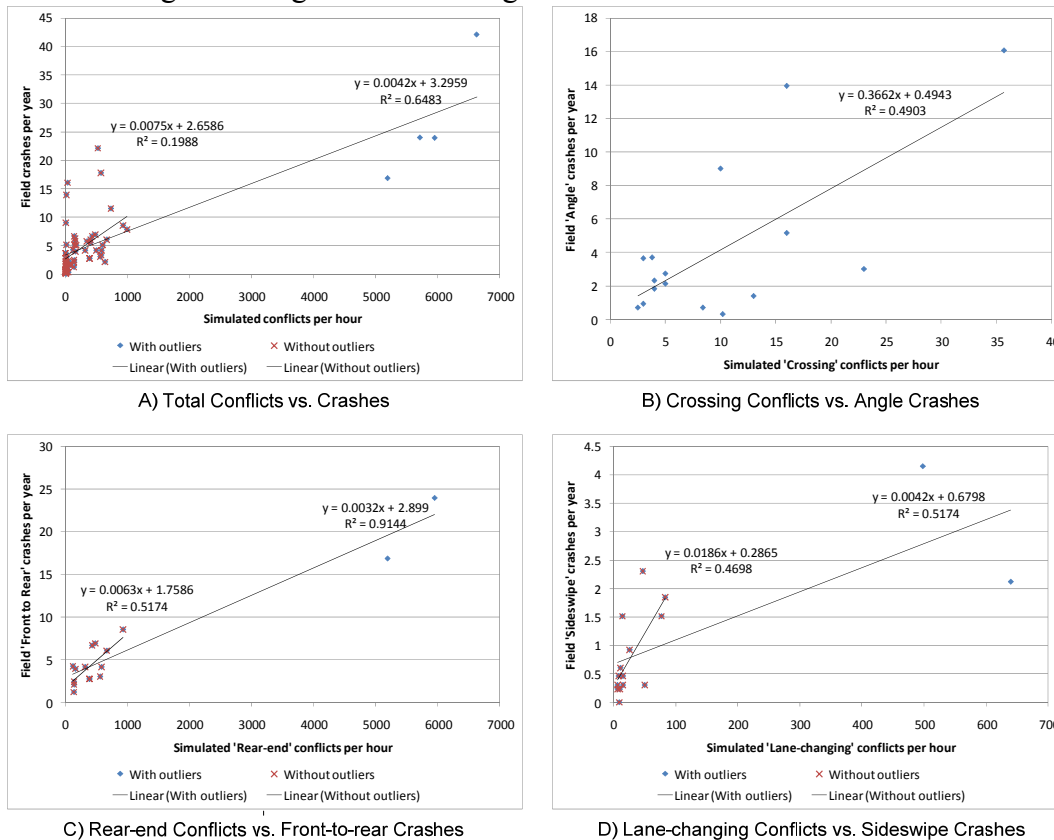 45
40
35
30
25
20
15
10
5
0
Field crashes per year
y = 0.0042x + 3.2959
R² = 0.6483
y = 0.0075x + 2.6586
R² = 0.1988
0 1000 2000 3000 4000 5000 6000 7000
Simulated conflicts per hour
With outliers Without outliers
Linear (With outliers) Linear (Without outliers)
A) Total Conflicts vs. Crashes
18
16
14
12
10
8
6
4
2
0
Field 'Angle' crashes per year
y = 0.3662x + 0.4943
R² = 0.4903
0 5 10 15 20 25 30 35
Simulated 'Crossing' conflicts per hour
B) Crossing Conflicts vs. Angle Crashes
30
25
20
15
10
5
0
Field 'Front to Rear' crashes per year
y = 0.0032x + 2.899
R² = 0.9144
y = 0.0063x + 1.7586
R² = 0.5174
0 1000 2000 3000 4000 5000 6000 7000
Simulated 'Rear-end' conflicts per hour
With outliers Without outliers
Linear (With outliers) Linear (Without outliers)
C) Rear-end Conflicts vs. Front-to-rear Crashes
4.5
4
3.5
3
2.5
2
1.5
1
0.5
0
Field 'Sideswipe' crashes per year
y = 0.0042x + 0.6798
R² = 0.5174
y = 0.0186x + 0.2865
R² = 0.4698
0 100 200 300 400 500 600 700
Simulated 'Lane-changing' conflicts per hour
With outliers Without outliers
Linear (With outliers) Linear (Without outliers)
D) Lane-changing Conflicts vs. Sideswipe Crashes